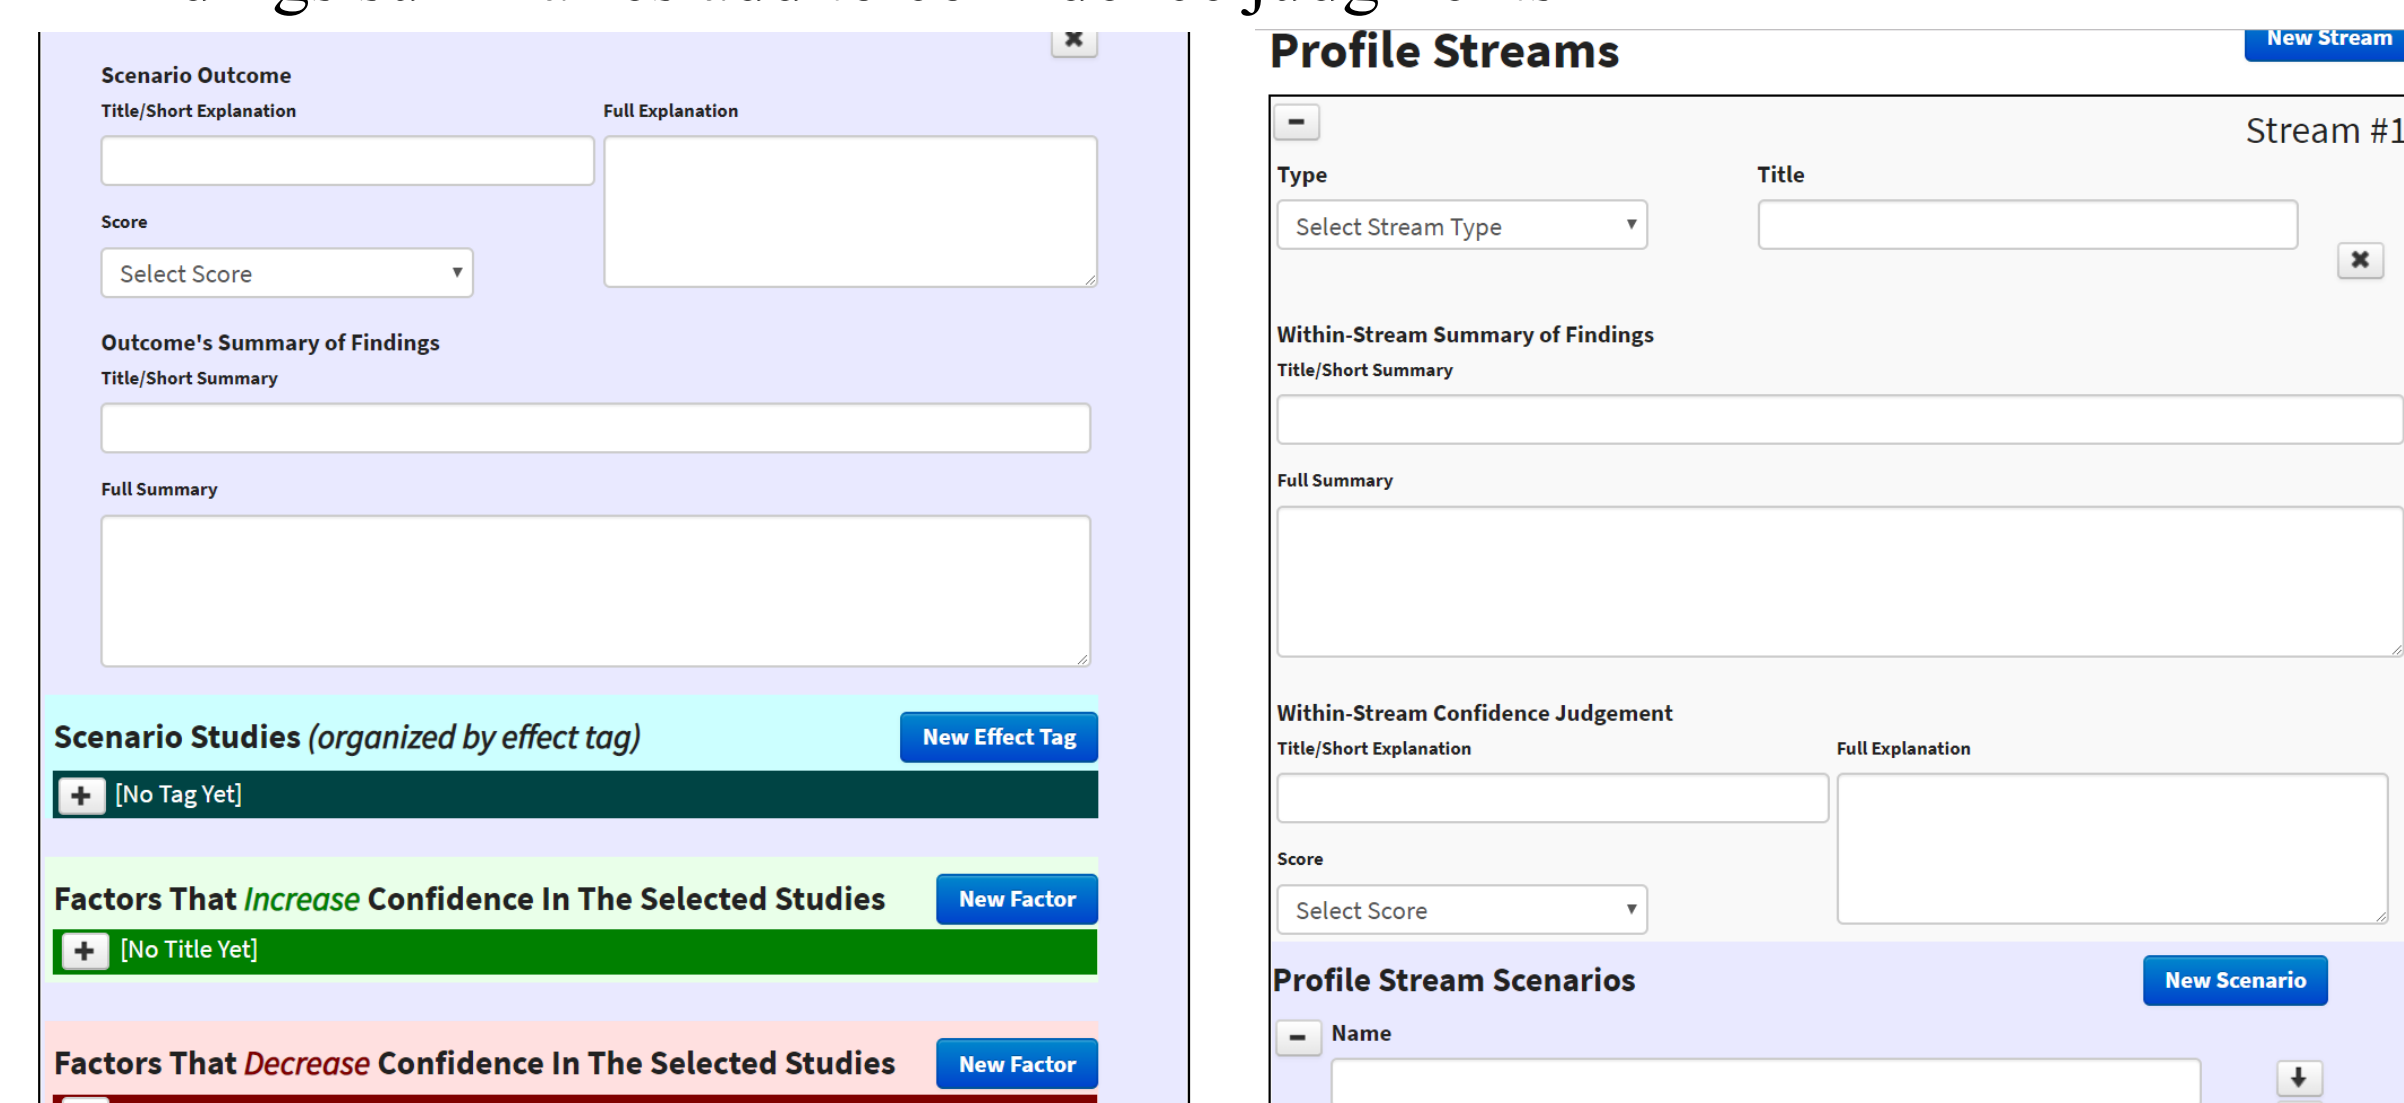 Scenario Outcome
Title/Short Explanation
Full Explanation
Score
Select Score
Outcome's Summary of Findings
Title/Short Summary
Full Summary
Scenario Studies (organized by effect tag)
New Effect Tag
[No Tag Yet]
Factors That Increase Confidence In The Selected Studies
New Factor
[No Title Yet]
Factors That Decrease Confidence In The Selected Studies
New Factor
Profile Streams
New Stream
Stream #1
Type
Title
Select Stream Type
Within-Stream Summary of Findings
Title/Short Summary
Full Summary
Within-Stream Confidence Judgement
Title/Short Explanation
Full Explanation
Score
Select Score
Profile Stream Scenarios
New Scenario
Name